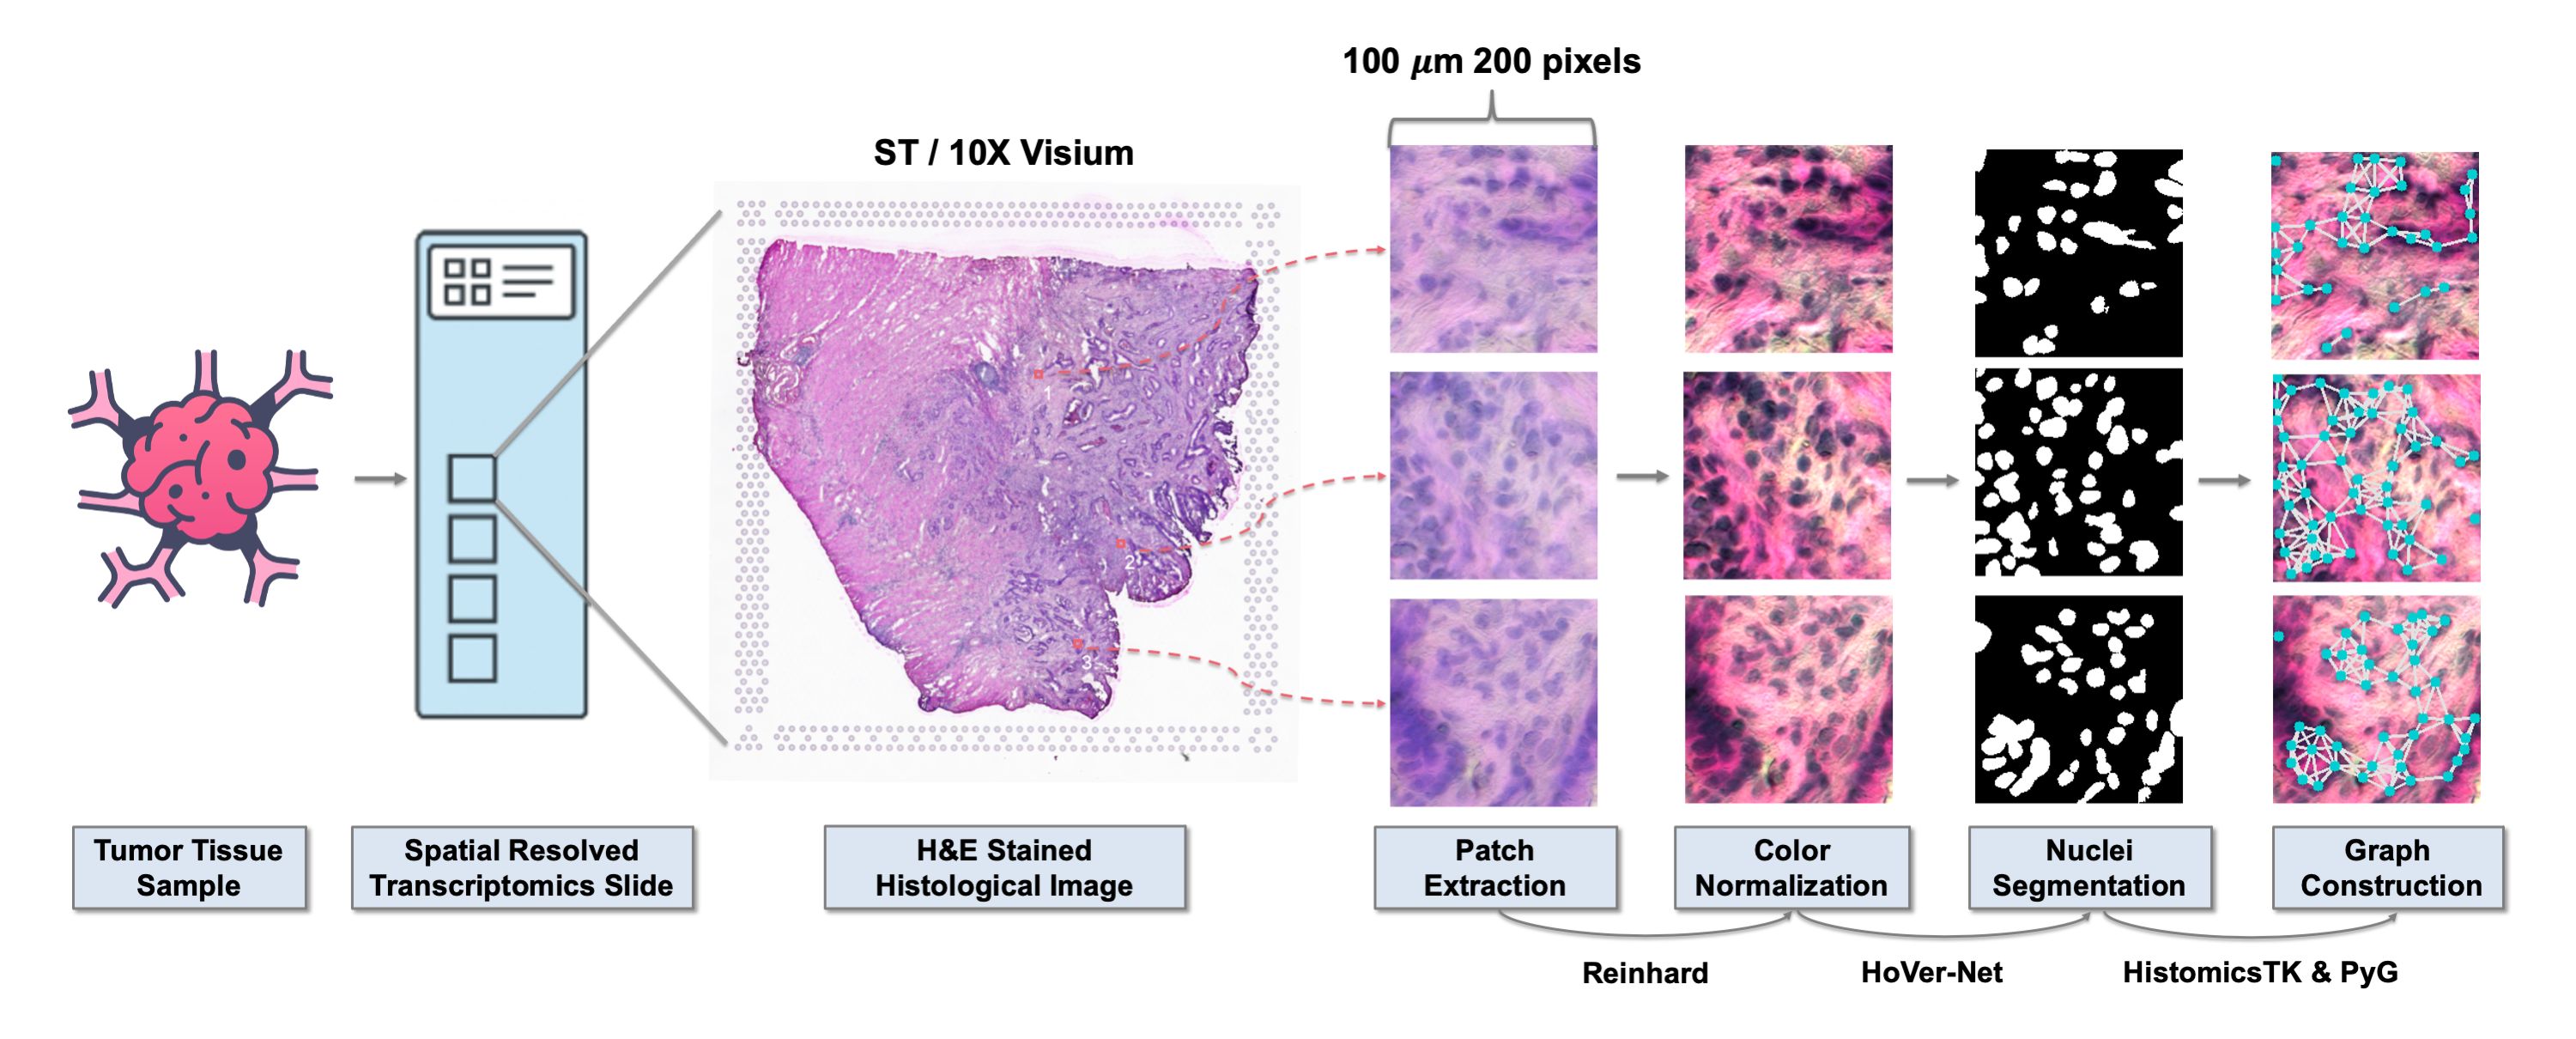 100 μm 200 pixels
ST / 10X Visium
1
2
3
Tumor Tissue
Sample
Spatial Resolved
Transcriptomics Slide
H&E Stained
Histological Image
Patch
Extraction
Color
Normalization
Nuclei
Segmentation
Graph
Construction
Reinhard
HoVer-Net
HistomicsTK & PyG